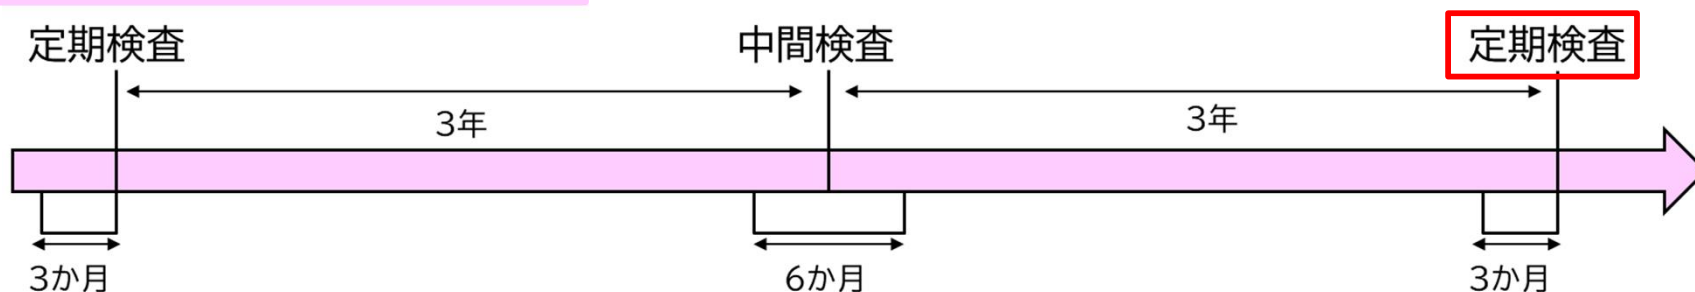 定期検査
中間検査
定期検査
3年
3年
3か月
6か月
3か月